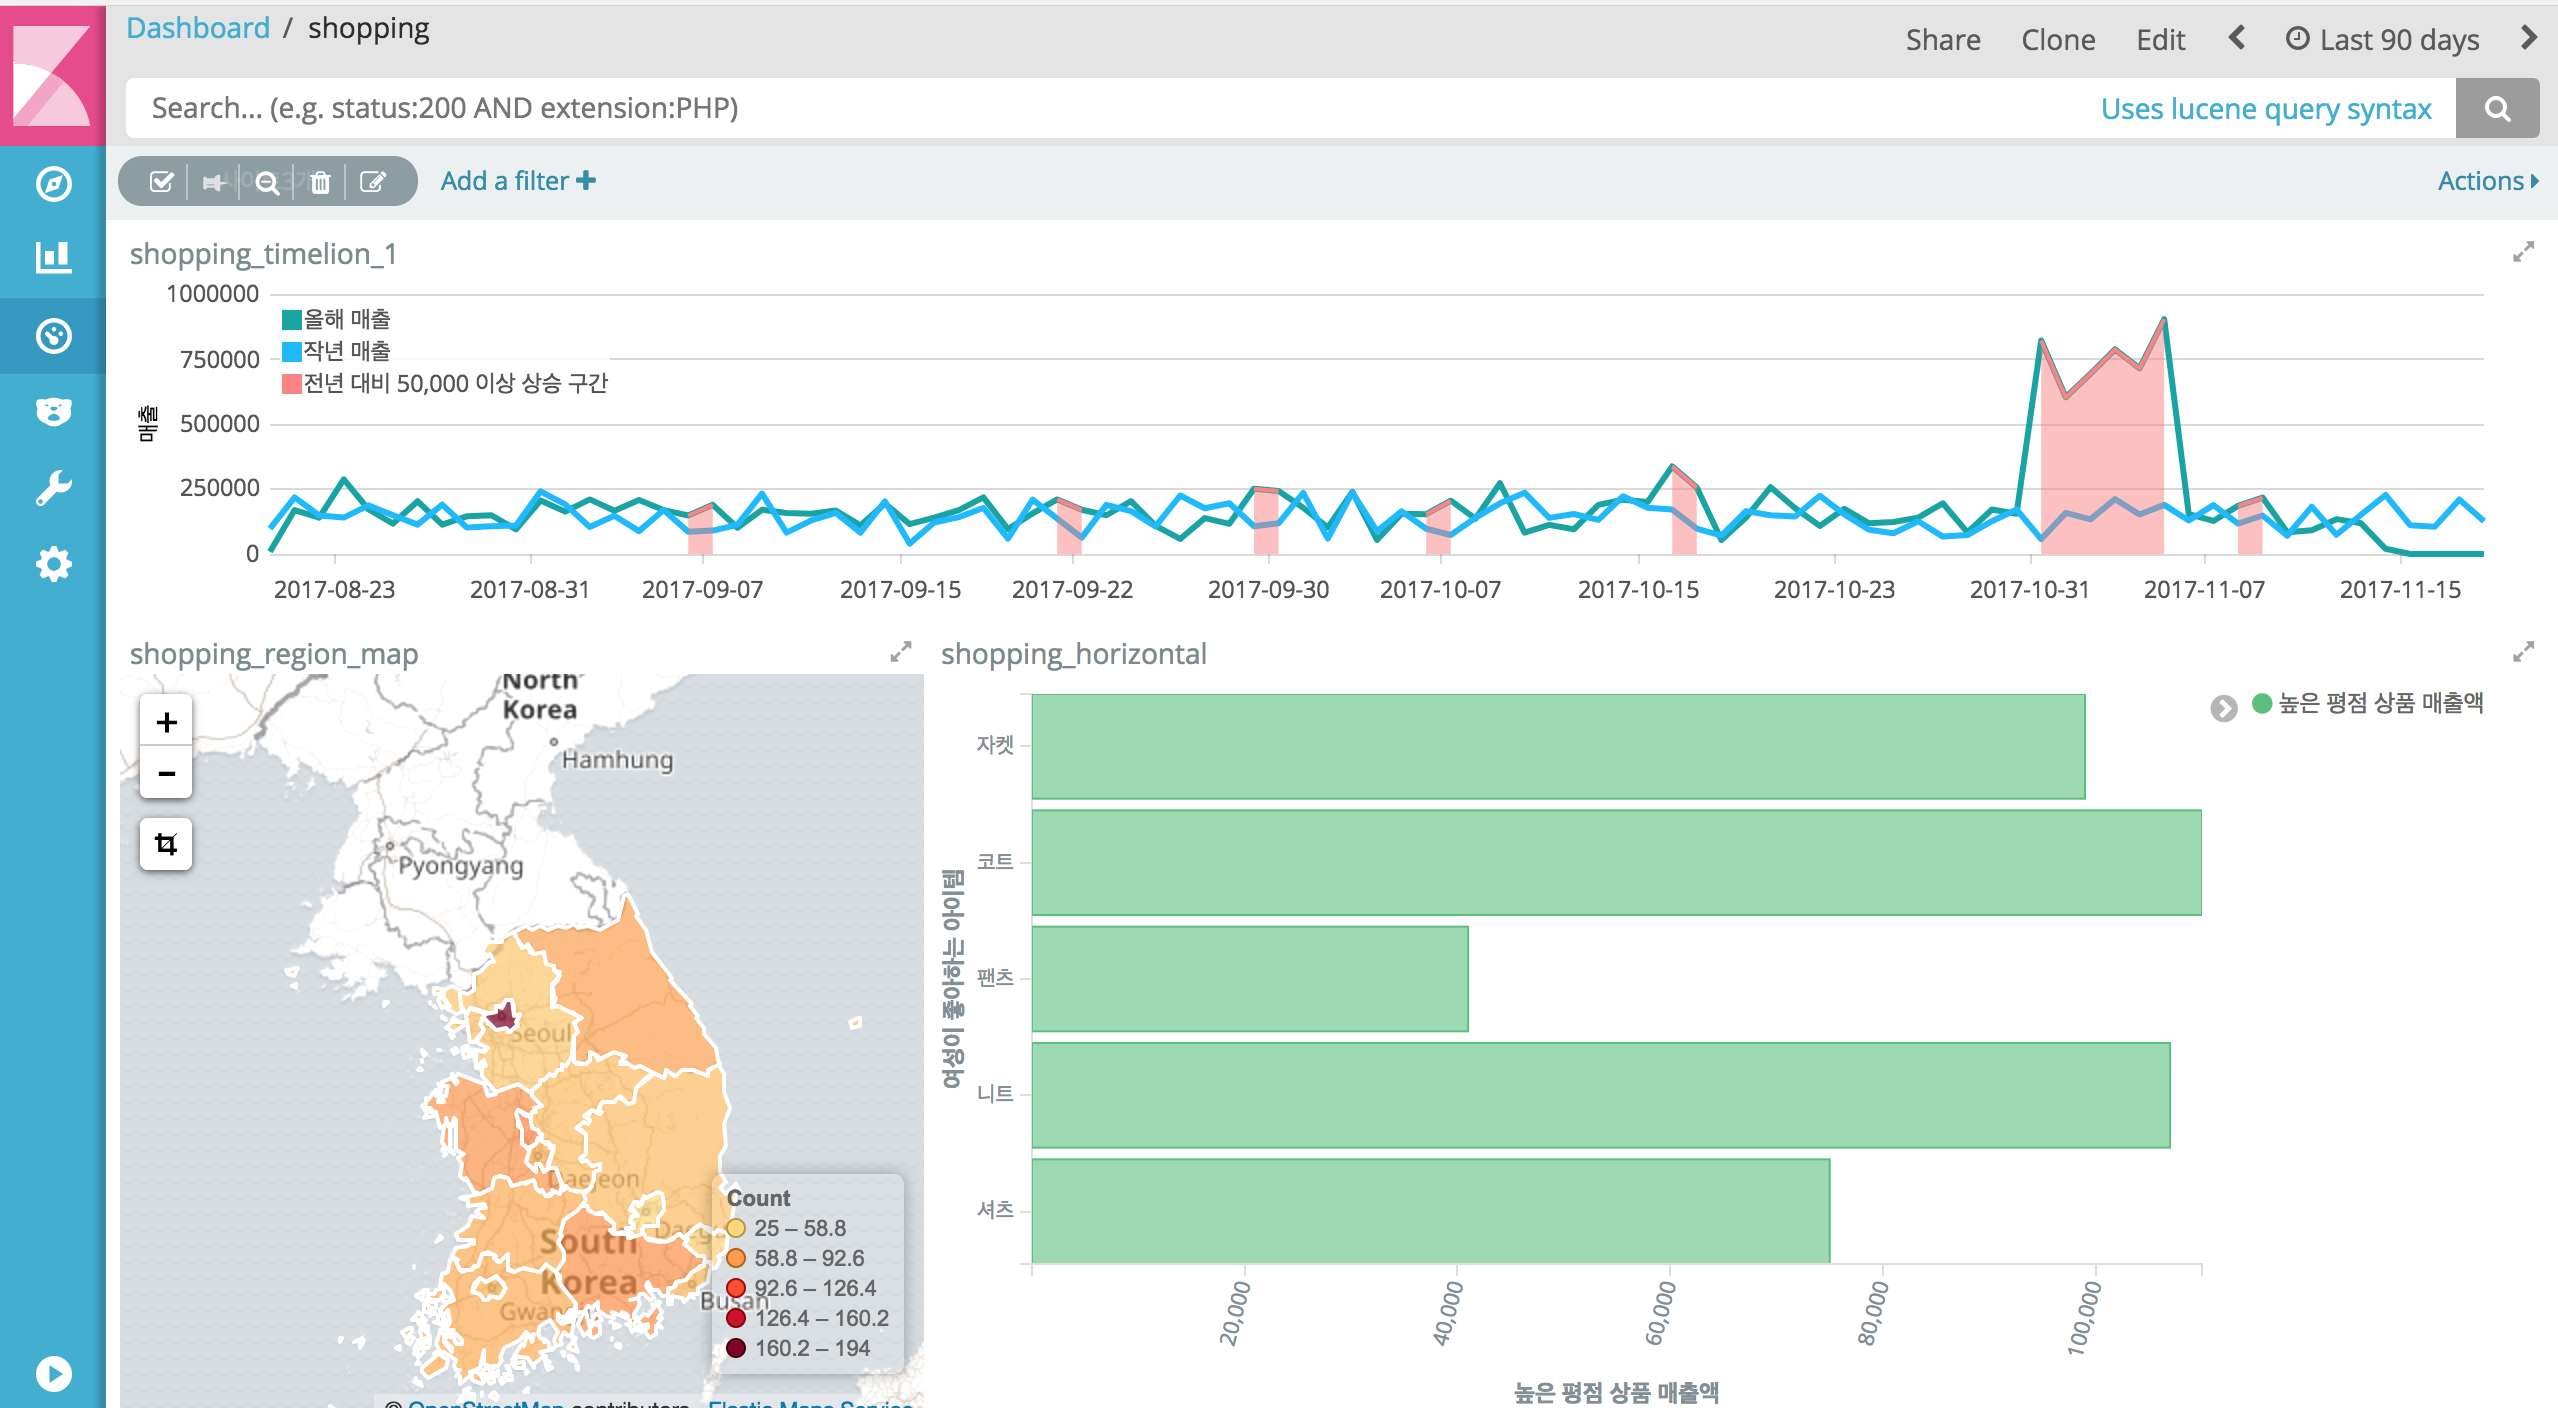 Dashboard / shopping
Share Clone Edit Last 90 days
Search... (e.g. status:200 AND extension:PHP)
Uses lucene query syntax
Add a filter
Actions
shopping_timelion_1
1000000
750000
500000
250000
0
매출
올해 매출
작년 매출
전년 대비 50,000 이상 상승 구간
2017-08-23 2017-08-31 2017-09-07 2017-09-15 2017-09-22 2017-09-30 2017-10-07 2017-10-15 2017-10-23 2017-10-31 2017-11-07 2017-11-15
shopping_region_map
+
−
North
Korea
Hamhung
Pyongyang
Seoul
Daejeon
South
Korea
Busan
Count
25 – 58.8
58.8 – 92.6
92.6 – 126.4
126.4 – 160.2
160.2 – 194
© OpenStreetMap contributors, Elastic Maps Service
shopping_horizontal
높은 평점 상품 매출액
여성이 좋아하는 아이템
자켓
코트
팬츠
니트
셔츠
20,000 40,000 60,000 80,000 100,000
높은 평점 상품 매출액